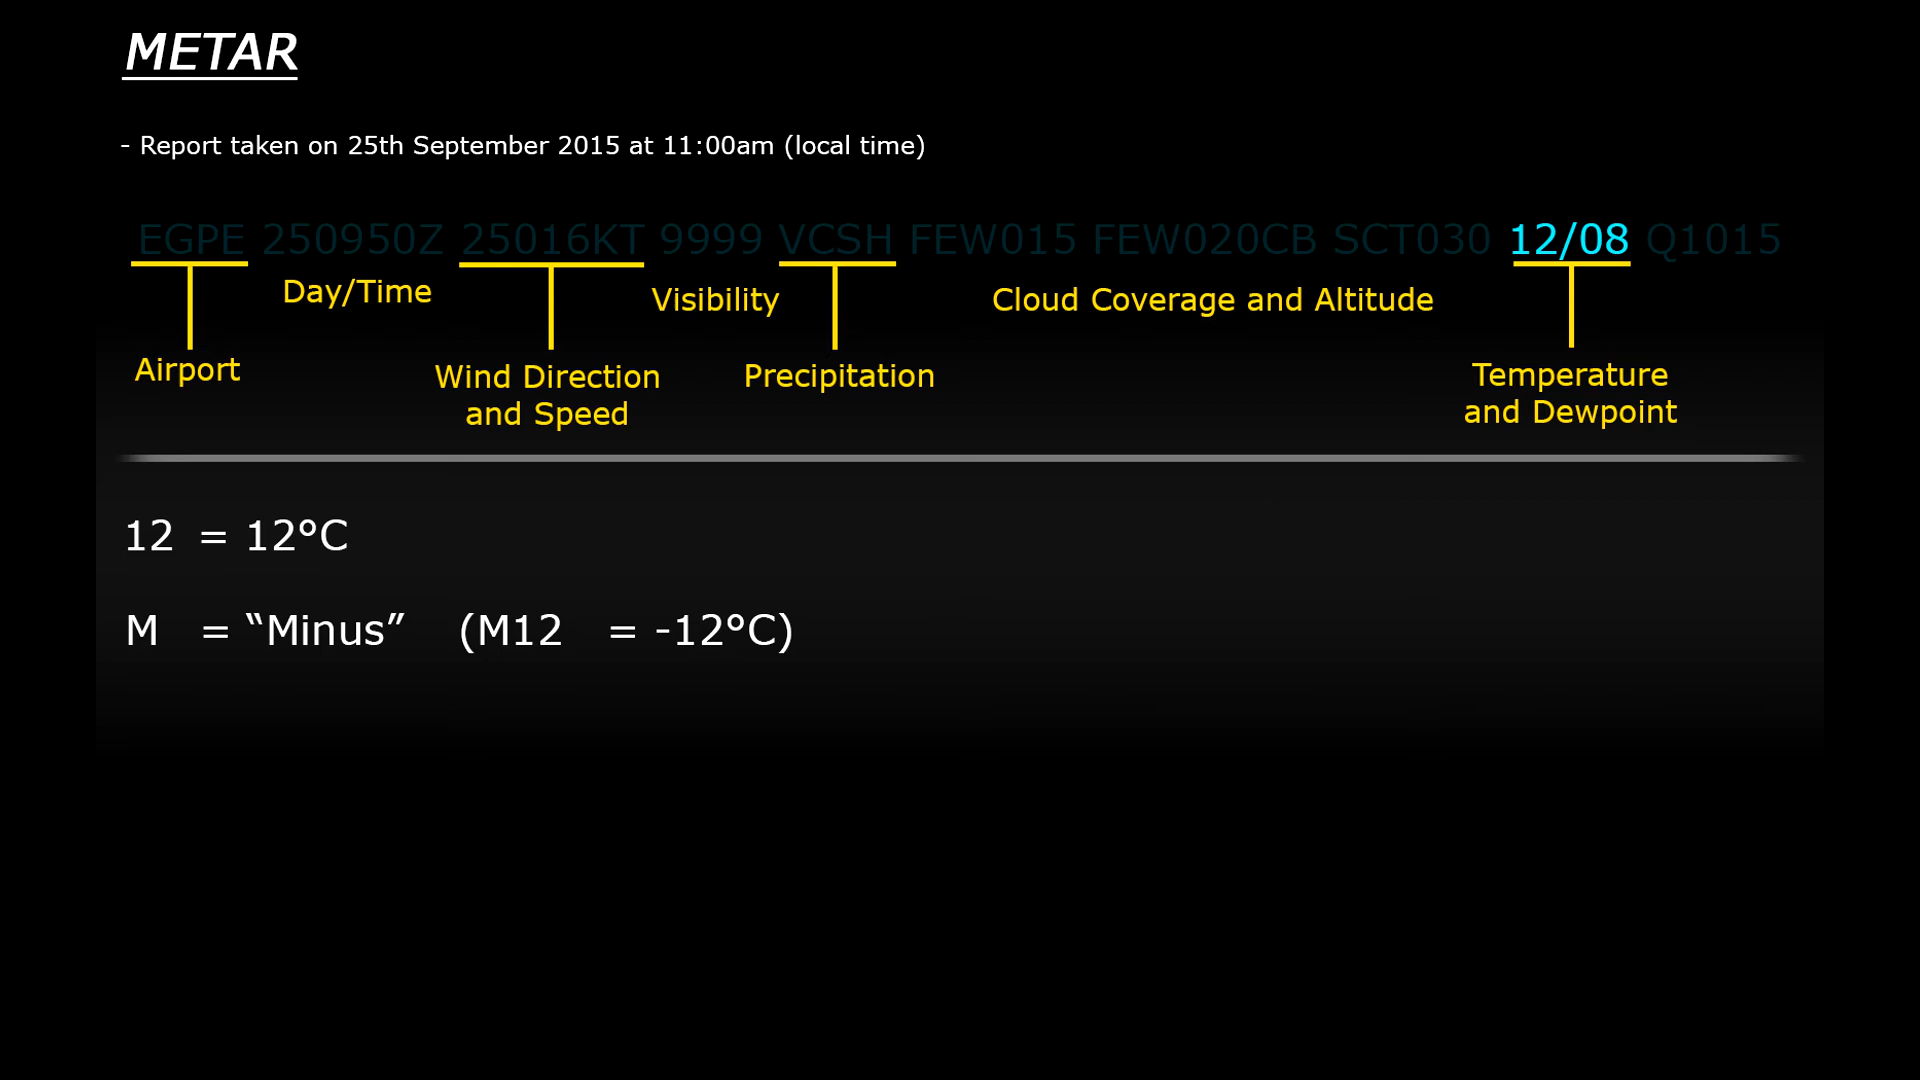 METAR
- Report taken on 25th September 2015 at 11:00am (local time)
EGPE 250950Z 25016KT 9999 VCSH FEW015 FEW020CB SCT030 12/08 Q1015
Day/Time
Visibility
Cloud Coverage and Altitude
Airport
Wind Direction
and Speed
Precipitation
Temperature
and Dewpoint
12 = 12°C
M = “Minus” (M12 = -12°C)